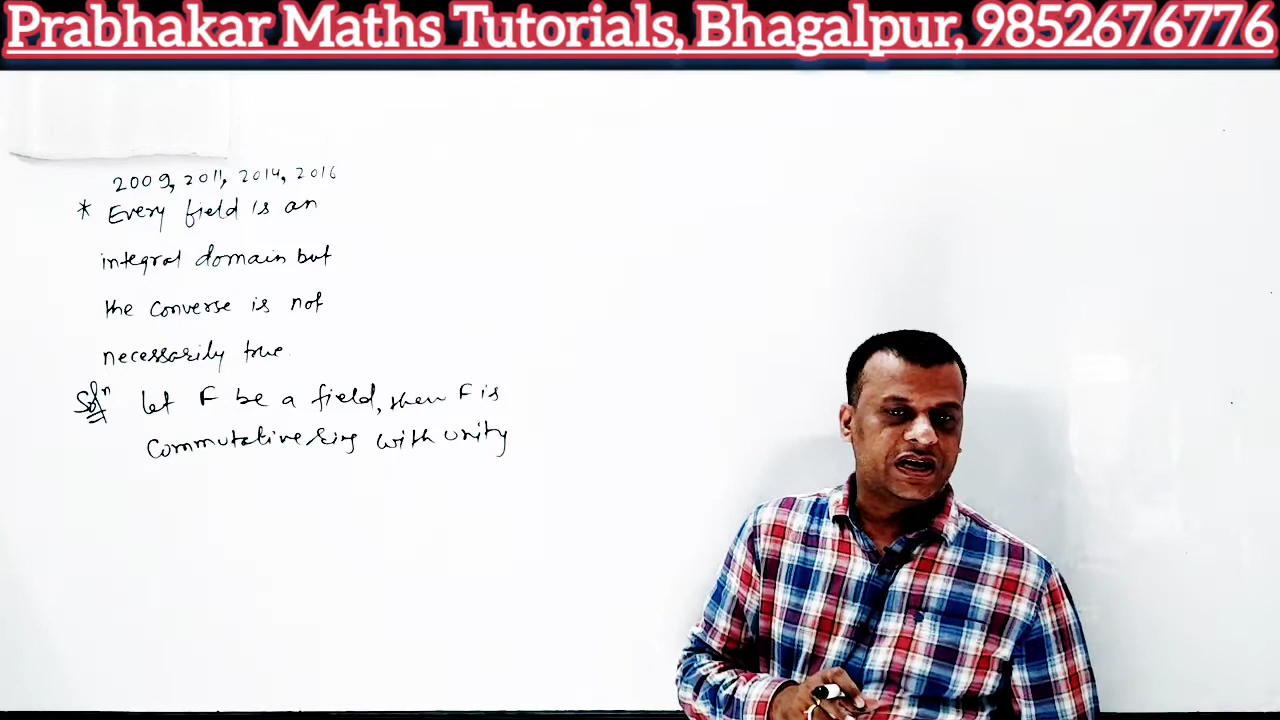 Prabhakar Maths Tutorials, Bhagalpur, 9852676776
2009, 2011, 2014, 2016
* Every field is an
integral domain but
the converse is not
necessarily true.
Solⁿ Let F be a field, then F is
Commutative ring with unity